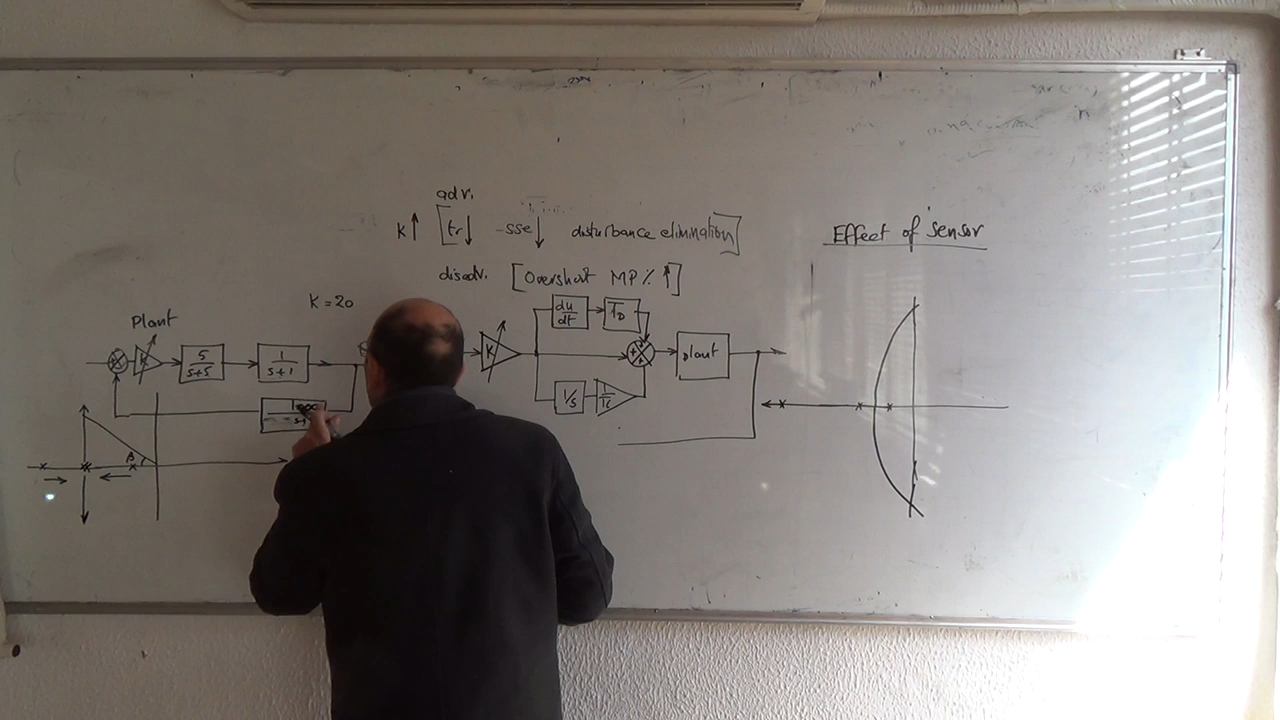 adv.
K↑ [tr↓ -sse↓ disturbance elimination]
Effect of Sensor
disadv. [Overshoot MP% ↑]
K = 20
Plant
K 5/(s+5) 1/(s+1)
K du/dt TD plant
1/s 1/Ti
β